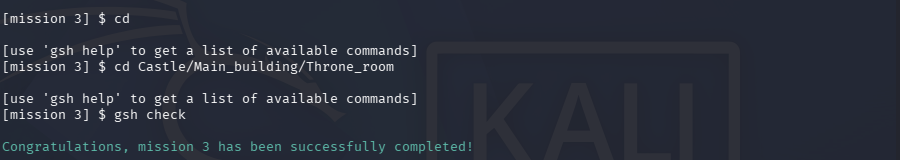 [mission 3] $ cd
[use 'gsh help' to get a list of available commands]
[mission 3] $ cd Castle/Main_building/Throne_room
[use 'gsh help' to get a list of available commands]
[mission 3] $ gsh check
KALI
Congratulations, mission 3 has been successfully completed!